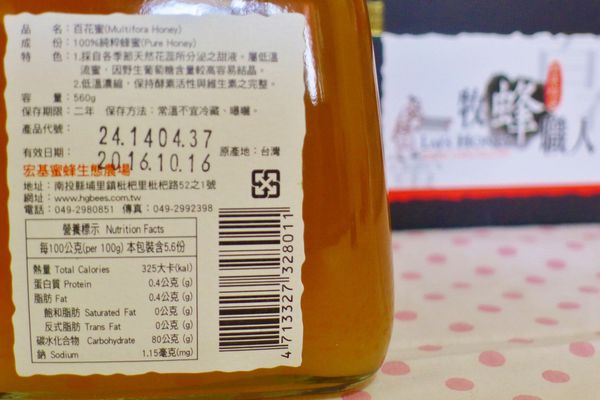 品　名：百花蜜(Multifora Honey)
成　份：100%純粹蜂蜜(Pure Honey)
特　色：1.採自各季節天然花蕊所分泌之甜液。屬低溫
流蜜，因野生葡萄糖含量較高容易結晶。
2.低溫濃縮，保持酵素活性與維生素之完整。
容　量：560g
保存期限：二年　保存方法：常溫不宜冷藏、曝曬。
產品代號：
24.1404.37
有效日期：2016.10.16 原產地：台灣
宏基蜜蜂生態農場
地址：南投縣埔里鎮枇杷里枇杷路52之1號
網址：www.hgbees.com.tw
電話：049-2980851 傳真：049-2992398
營養標示 Nutrition Facts
每100公克(per 100g) 本包裝含5.6份
熱量 Total Calories 325大卡(kal)
蛋白質 Protein 0.4公克 (g)
脂肪 Fat 0.4公克 (g)
飽和脂肪 Saturated Fat 0公克 (g)
反式脂肪 Trans Fat 0公克 (g)
碳水化合物 Carbohydrate 80公克 (g)
鈉 Sodium 1.15毫克(mg)
4 713327 328011
牧蜂職人